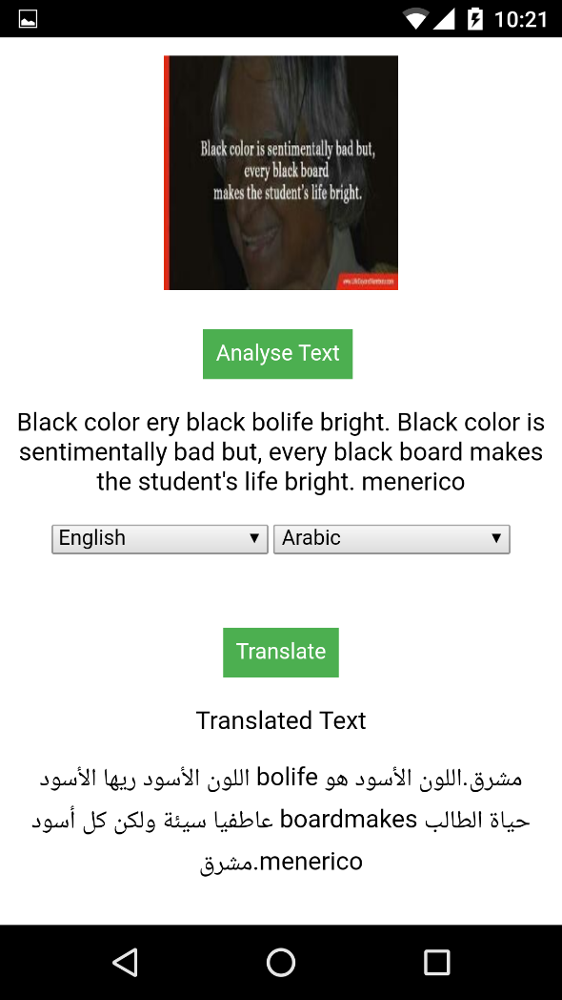 10:21
Black color is sentimentally bad but,
every black board
makes the student's life bright.
Analyse Text
Black color ery black bolife bright. Black color is
sentimentally bad but, every black board makes
the student's life bright. menerico
English
Arabic
Translate
Translated Text
مشرق.اللون الأسود هو bolife اللون الأسود ريها الأسود
حياة الطالب boardmakes عاطفيا سيئة ولكن كل أسود
menerico.مشرق